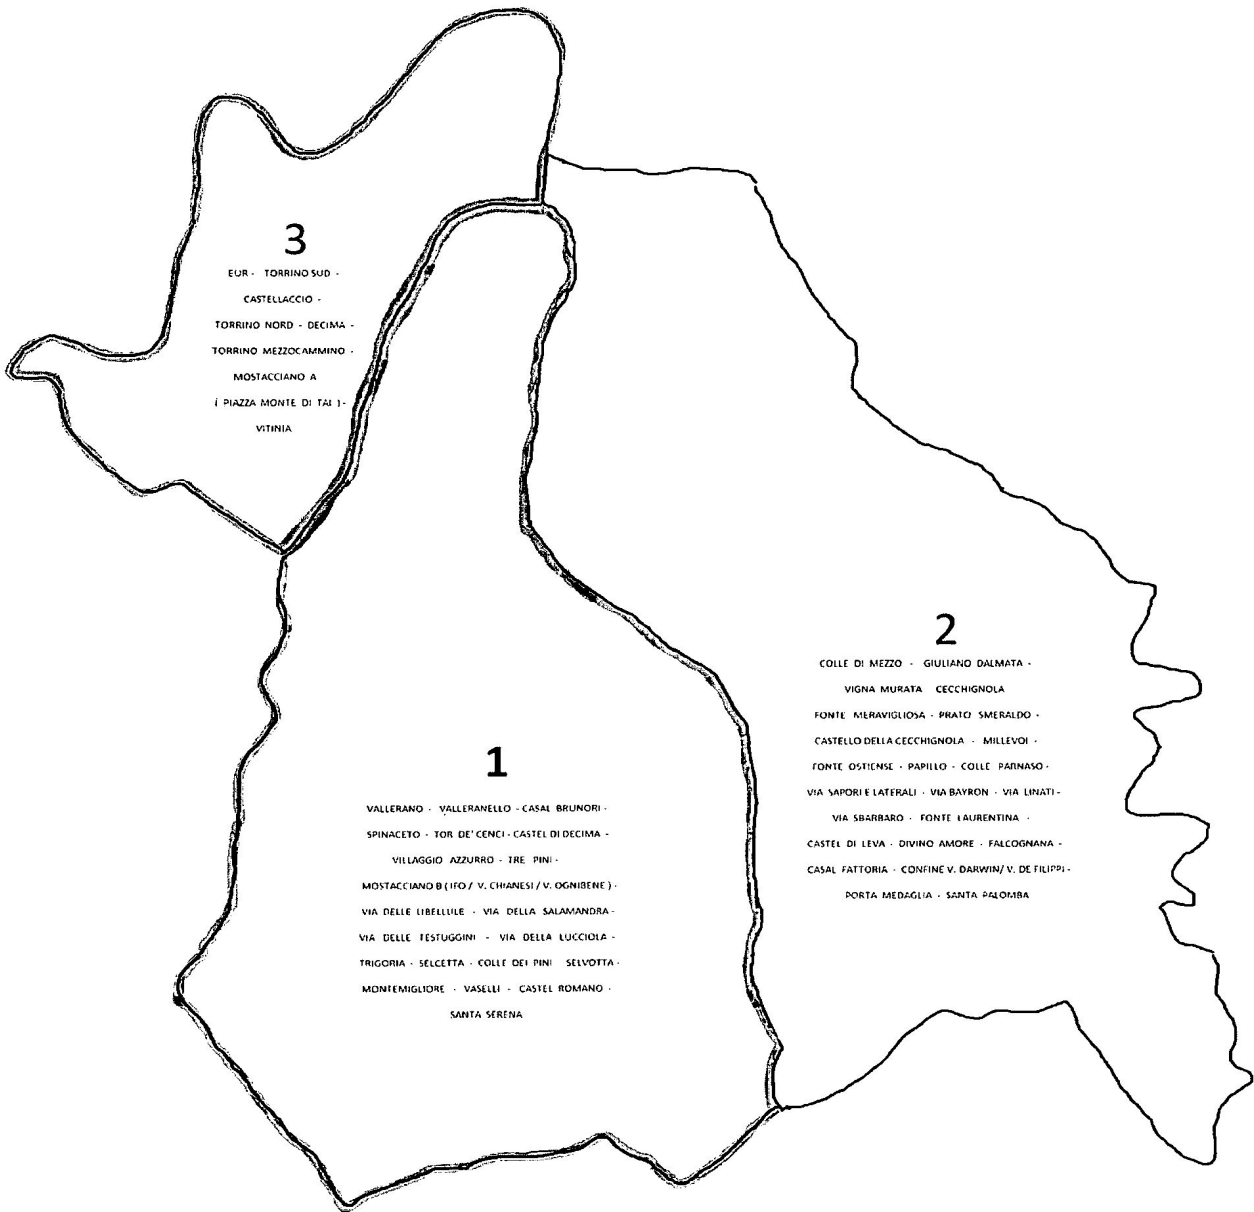 3
EUR - TORRINO SUD -
CASTELLACCIO -
TORRINO NORD - DECIMA -
TORRINO MEZZOCAMMINO -
MOSTACCIANO A
( PIAZZA MONTE DI TAI ) -
VITINIA
2
COLLE DI MEZZO - GIULIANO DALMATA -
VIGNA MURATA CECCHIGNOLA
FONTE MERAVIGLIOSA - PRATO SMERALDO -
CASTELLO DELLA CECCHIGNOLA - MILLEVOI -
FONTE OSTIENSE - PAPILLO - COLLE PARNASO -
VIA SAPORI E LATERALI - VIA BAYRON - VIA LINATI -
VIA SBARBARO - FONTE LAURENTINA -
CASTEL DI LEVA - DIVINO AMORE - FALCOGNANA -
CASAL FATTORIA - CONFINE V. DARWIN/ V. DE FILIPPI -
PORTA MEDAGLIA - SANTA PALOMBA
1
VALLERANO - VALLERANELLO - CASAL BRUNORI -
SPINACETO - TOR DE' CENCI - CASTEL DI DECIMA -
VILLAGGIO AZZURRO - TRE PINI -
MOSTACCIANO B ( IFO / V. CHIANESI / V. OGNIBENE ) -
VIA DELLE LIBELLULE - VIA DELLA SALAMANDRA -
VIA DELLE TESTUGGINI - VIA DELLA LUCCIOLA -
TRIGORIA - SELCETTA - COLLE DEI PINI SELVOTTA -
MONTEMIGLIORE - VASELLI - CASTEL ROMANO -
SANTA SERENA